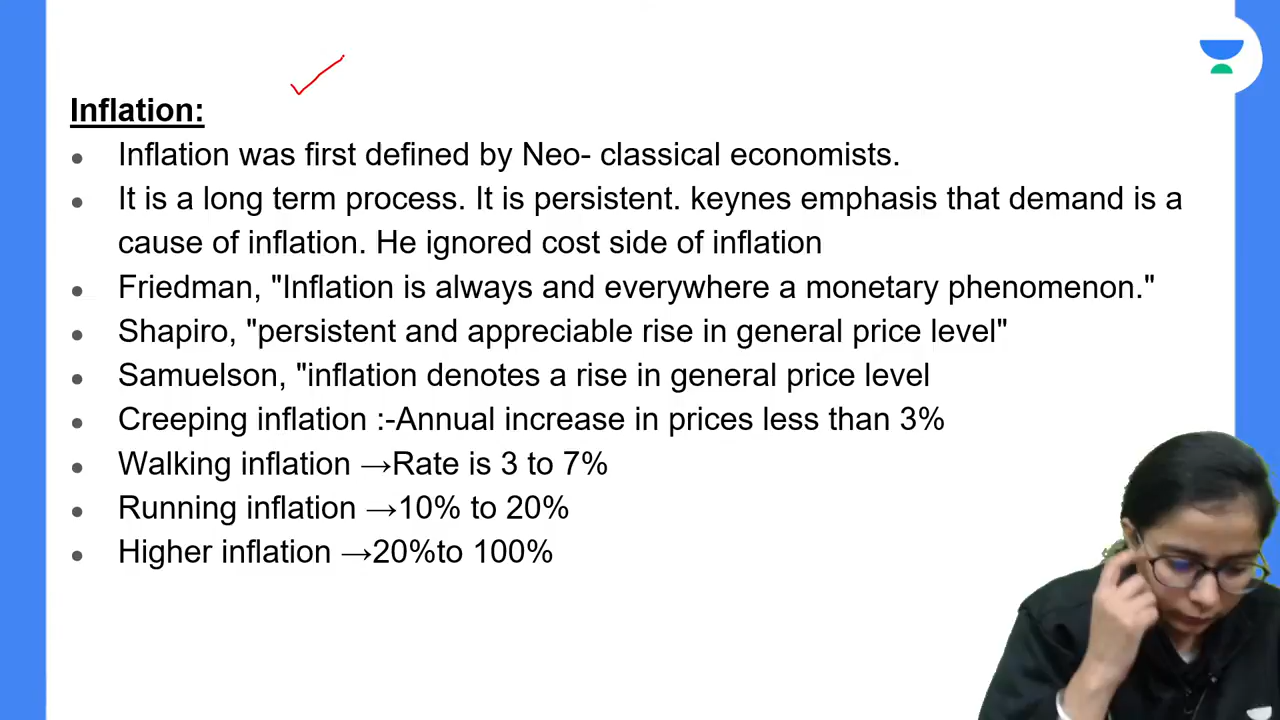 Inflation:
Inflation was first defined by Neo- classical economists.
It is a long term process. It is persistent. keynes emphasis that demand is a
cause of inflation. He ignored cost side of inflation
Friedman, "Inflation is always and everywhere a monetary phenomenon."
Shapiro, "persistent and appreciable rise in general price level"
Samuelson, "inflation denotes a rise in general price level
Creeping inflation :-Annual increase in prices less than 3%
Walking inflation →Rate is 3 to 7%
Running inflation →10% to 20%
Higher inflation →20%to 100%